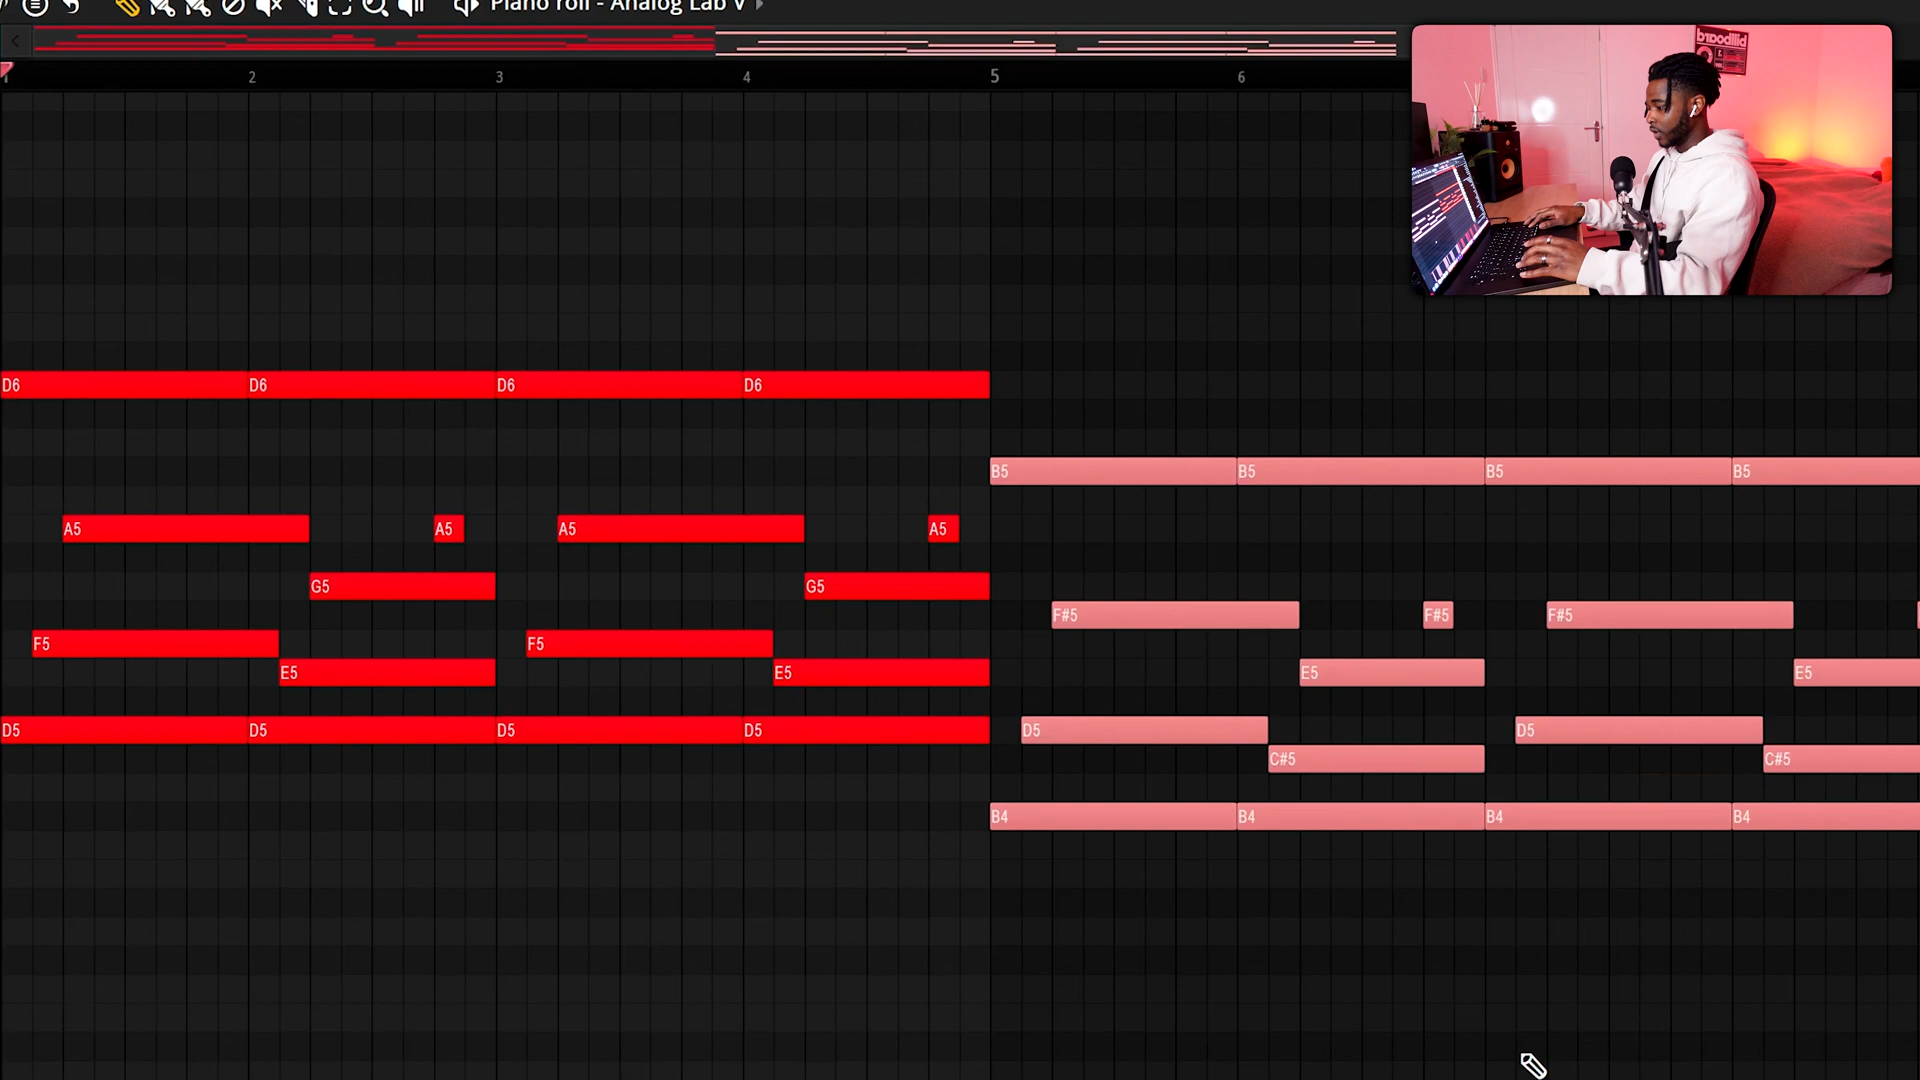 Piano roll - Analog Lab V
2 3 4 5 6
billboard
D6 D6 D6 D6
B5 B5 B5 B5
A5 A5 A5 A5
G5 G5
F#5 F#5 F#5
F5 F5
E5 E5 E5 E5
D5 D5 D5 D5 D5 D5
C#5 C#5
B4 B4 B4 B4